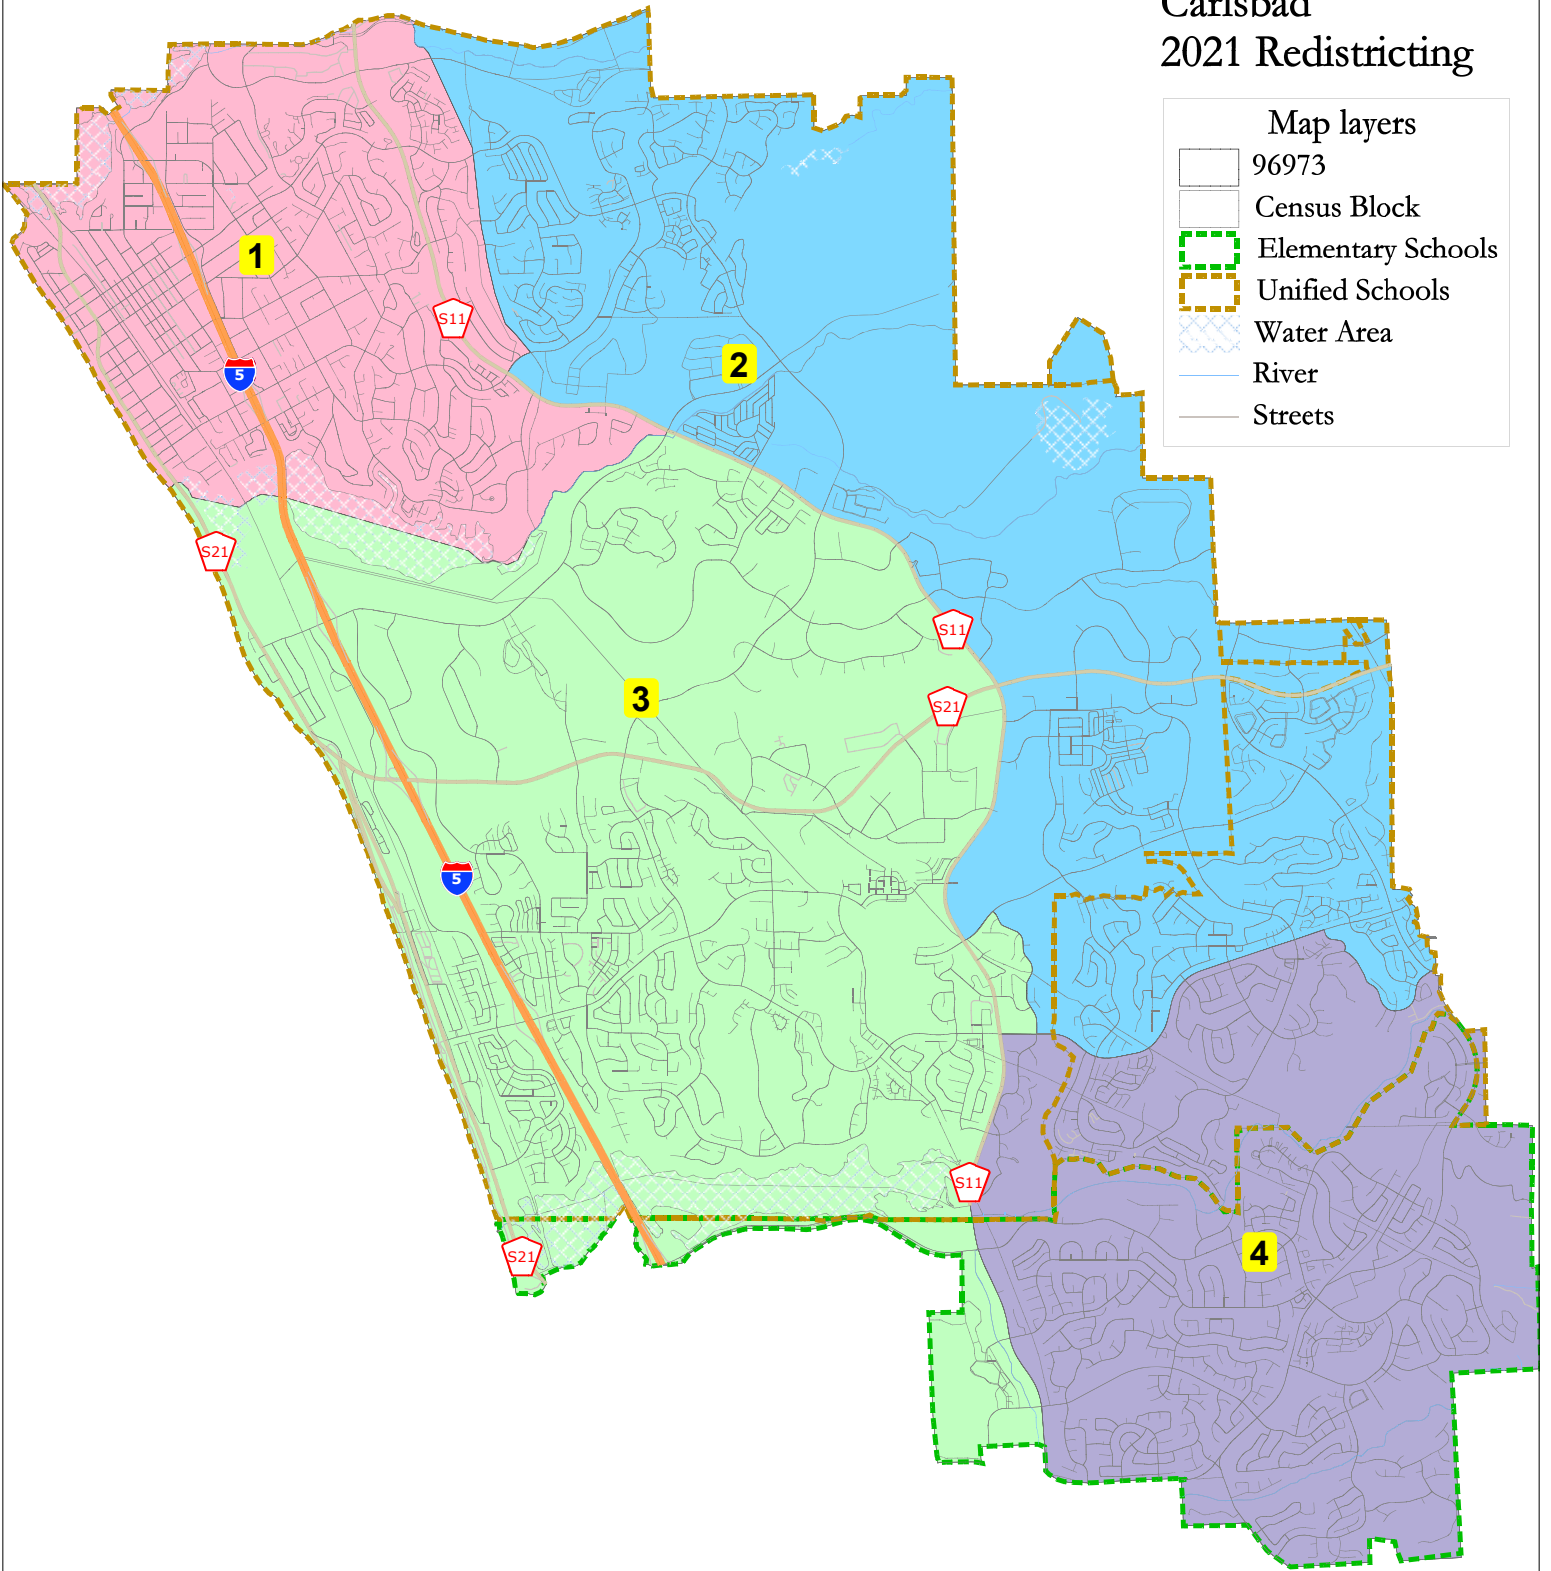 Carlsbad
2021 Redistricting
Map layers
96973
Census Block
Elementary Schools
Unified Schools
Water Area
River
Streets
1
S11
2
5
S21
S11
3
S21
5
S11
4
S21